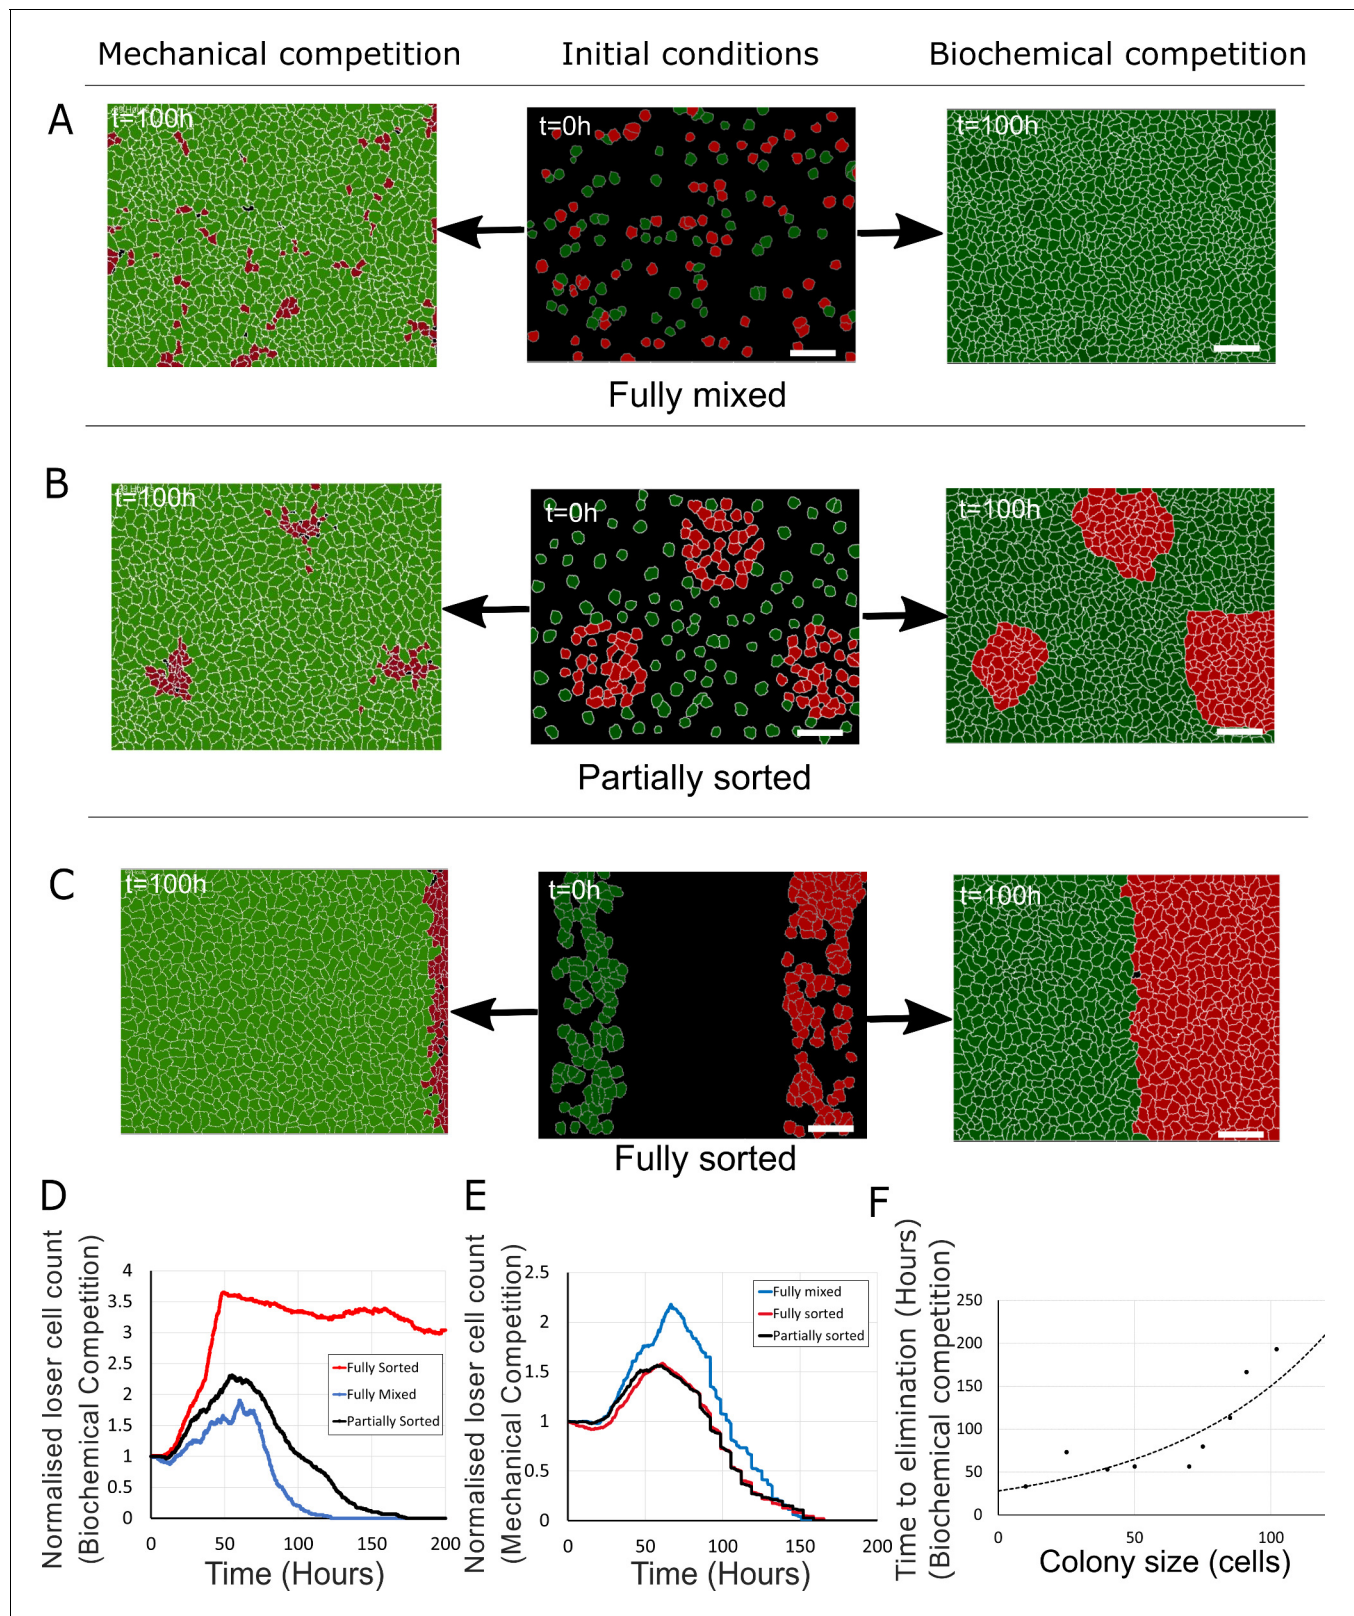 Mechanical competition
Initial conditions
Biochemical competition
A
t=100h
t=0h
t=100h
Fully mixed
B
t=100h
t=0h
t=100h
Partially sorted
C
t=100h
t=0h
t=100h
Fully sorted
D
Normalised loser cell count
(Biochemical Competition)
4
3.5
3
2.5
2
1.5
1
0.5
0
Fully Sorted
Fully Mixed
Partially Sorted
0
50
100
150
200
Time (Hours)
E
Normalised loser cell count
(Mechanical Competition)
2.5
2
1.5
1
0.5
0
Fully mixed
Fully sorted
Partially sorted
0
50
100
150
200
Time (Hours)
F
Time to elimination (Hours)
(Biochemical competition)
250
200
150
100
50
0
0
50
100
Colony size (cells)